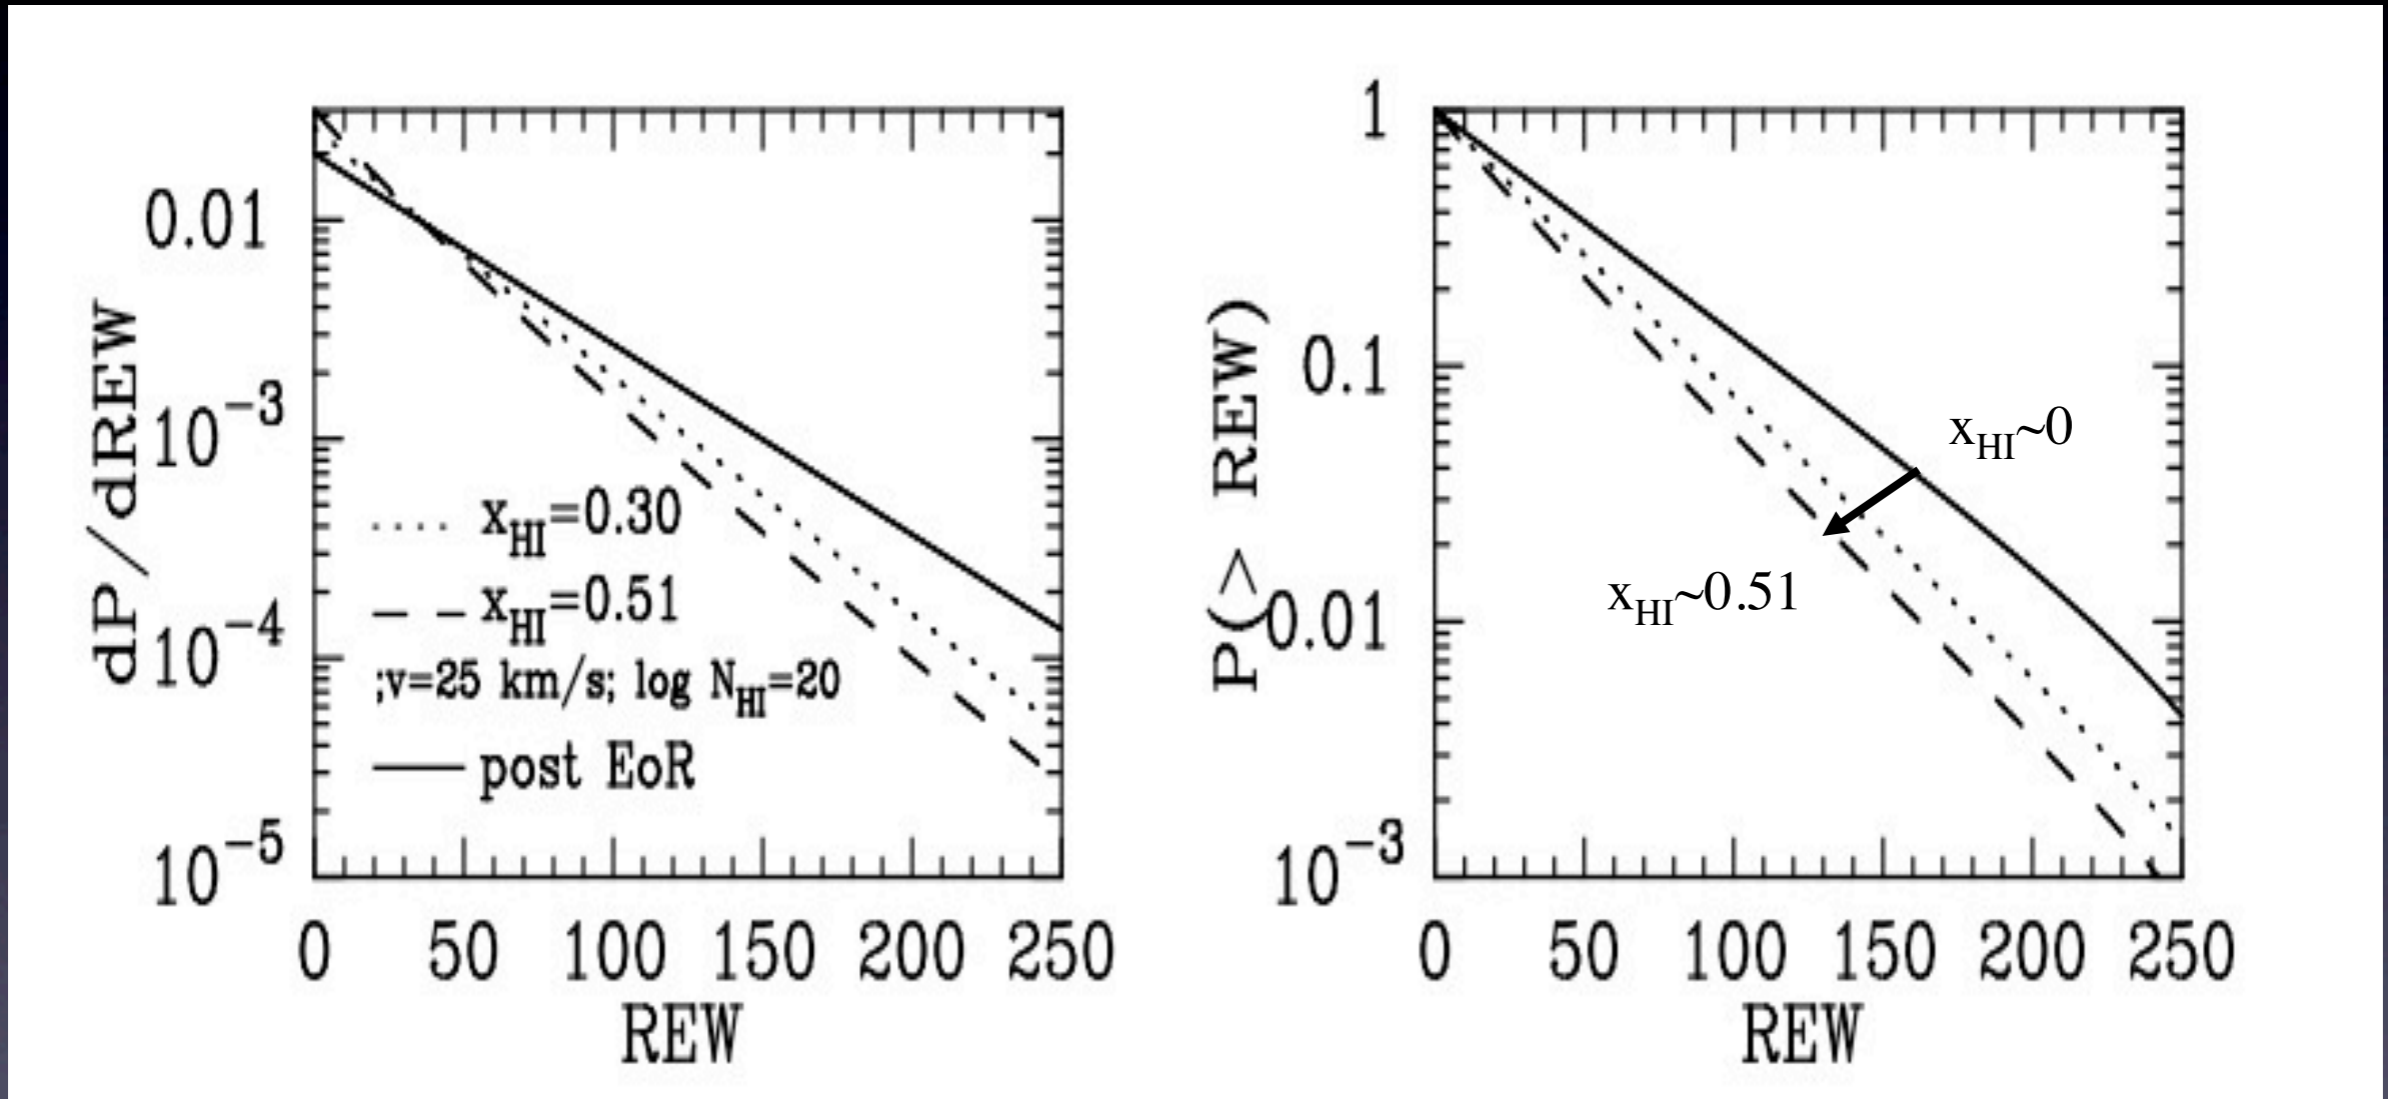 dP/dREW
0.01
10⁻³
10⁻⁴
10⁻⁵
x_HI=0.30
x_HI=0.51
;v=25 km/s; log N_HI=20
post EoR
0 50 100 150 200 250
REW
P(> REW)
1
0.1
0.01
10⁻³
x_HI~0
x_HI~0.51
0 50 100 150 200 250
REW